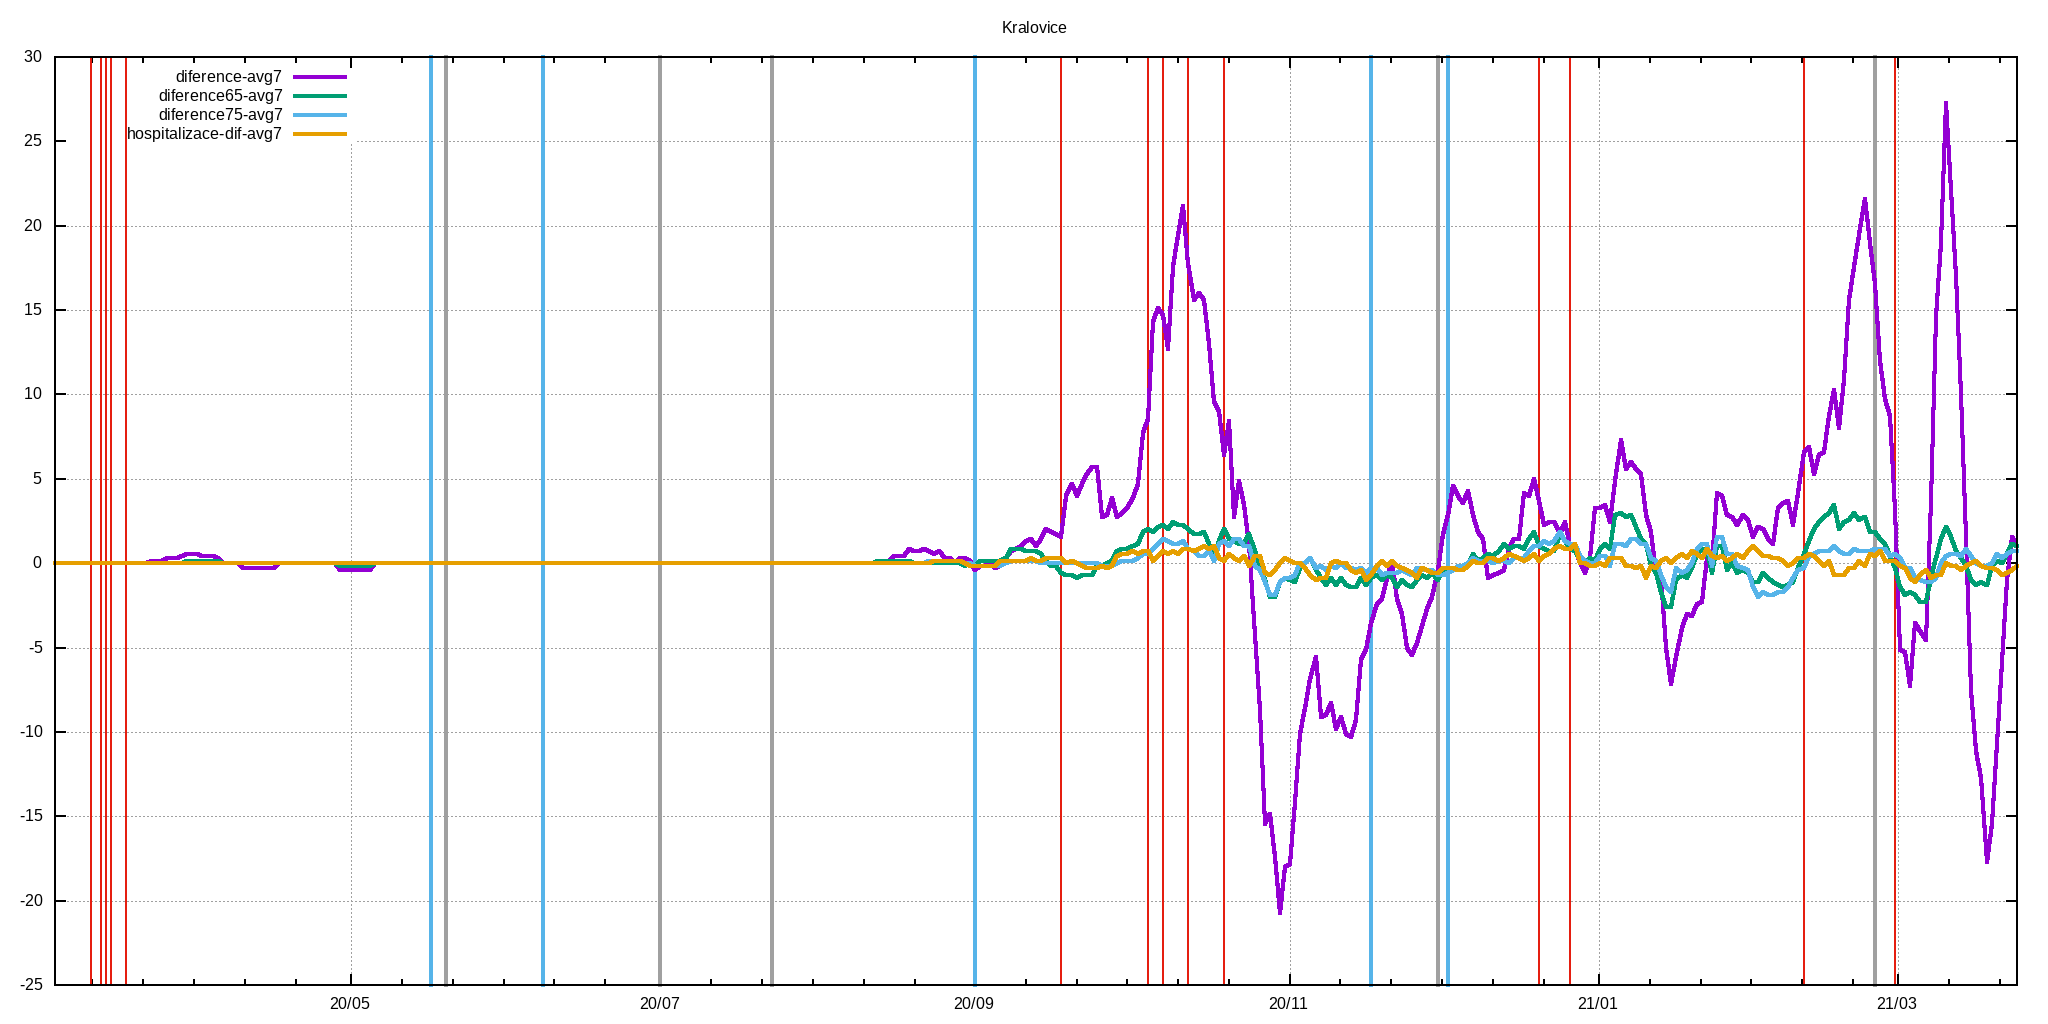 Kralovice
30
diference-avg7
diference65-avg7
diference75-avg7
hospitalizace-dif-avg7
25
20
15
10
5
0
-5
-10
-15
-20
-25
20/05 20/07 20/09 20/11 21/01 21/03